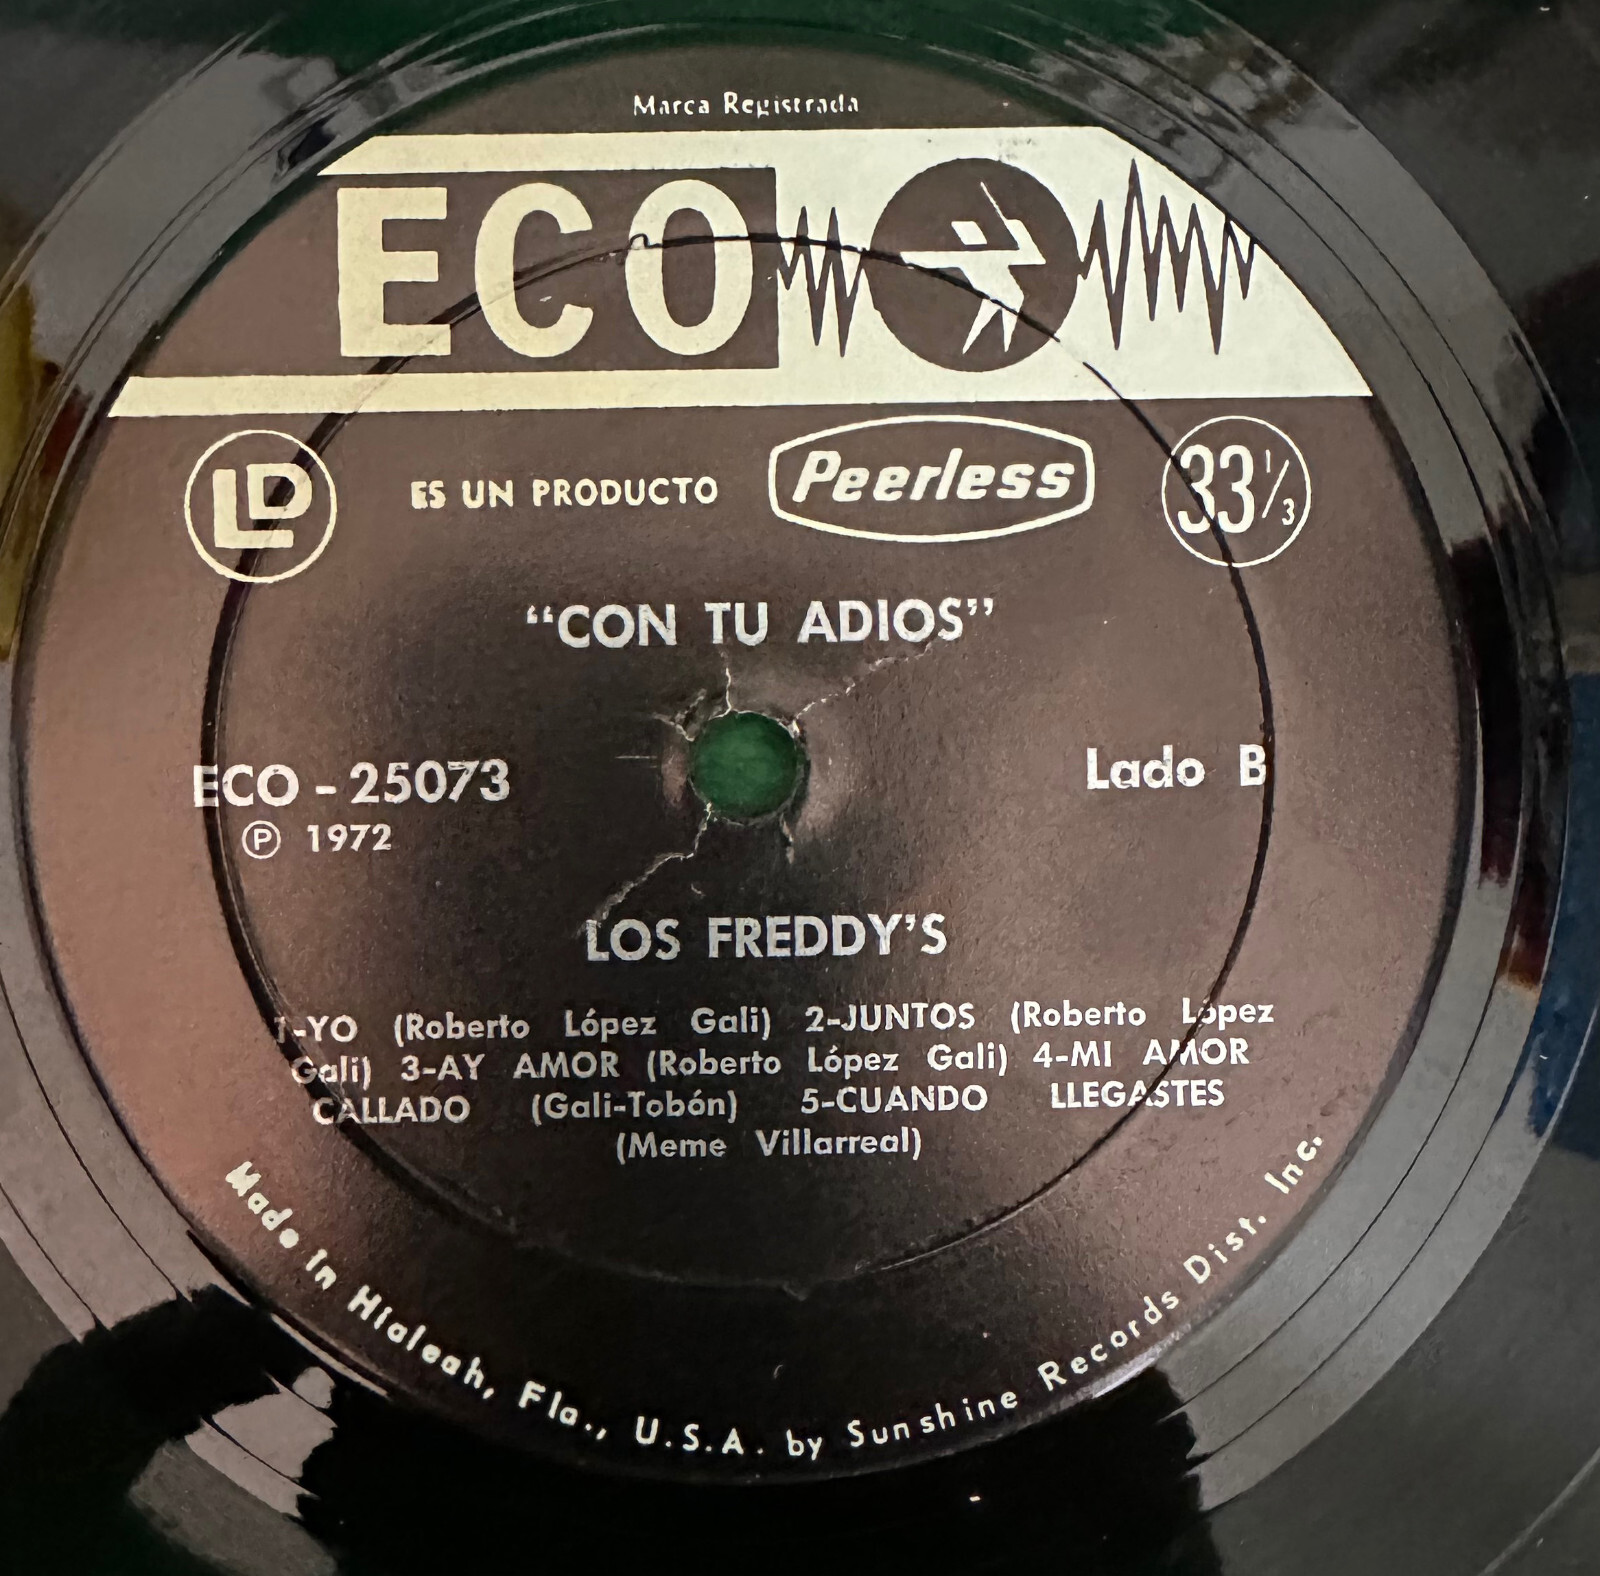 Marca Registrada
ECO
LD ES UN PRODUCTO Peerless 33 1/3
“CON TU ADIOS”
ECO - 25073 Lado B
Ⓟ 1972
LOS FREDDY’S
1-YO (Roberto López Gali) 2-JUNTOS (Roberto López
Gali) 3-AY AMOR (Roberto López Gali) 4-MI AMOR
CALLADO (Gali-Tobón) 5-CUANDO LLEGASTES
(Meme Villarreal)
Made in Hialeah, Fla., U.S.A. by Sunshine Records Dist. Inc.